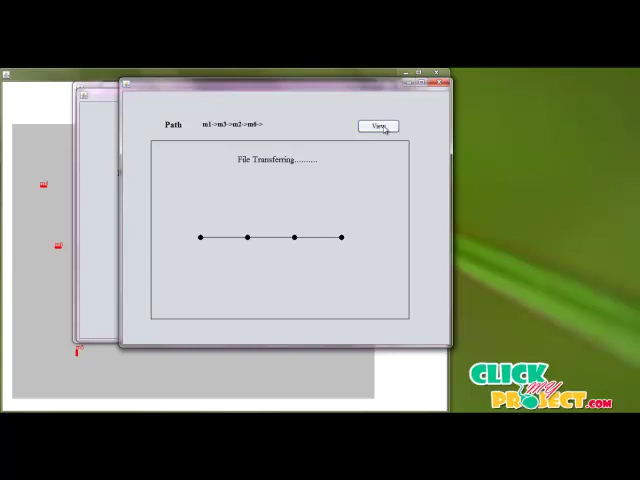 Path m1->m3->m2->m6->
View
File Transferring..........
CLICK
my
PROJECT.COM